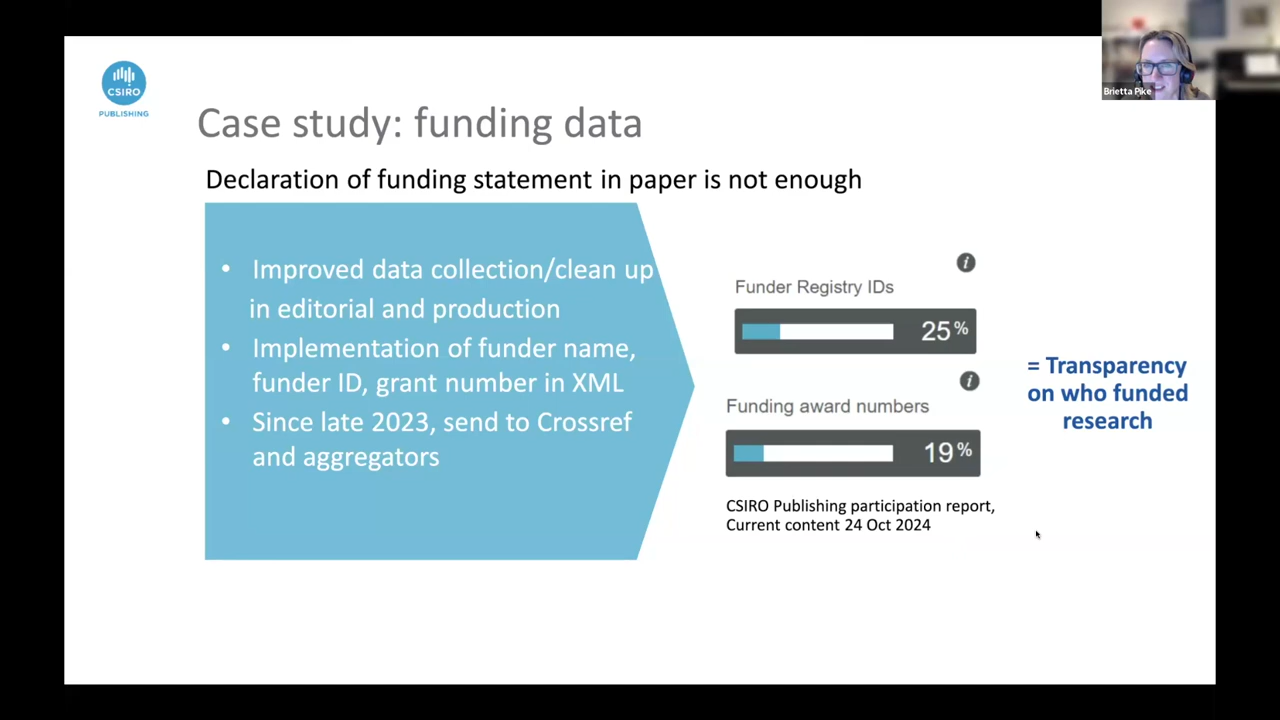 CSIRO
PUBLISHING
Brietta Pike
Case study: funding data
Declaration of funding statement in paper is not enough
• Improved data collection/clean up
in editorial and production
• Implementation of funder name,
funder ID, grant number in XML
• Since late 2023, send to Crossref
and aggregators
i
Funder Registry IDs
25%
i
Funding award numbers
19%
CSIRO Publishing participation report,
Current content 24 Oct 2024
= Transparency
on who funded
research